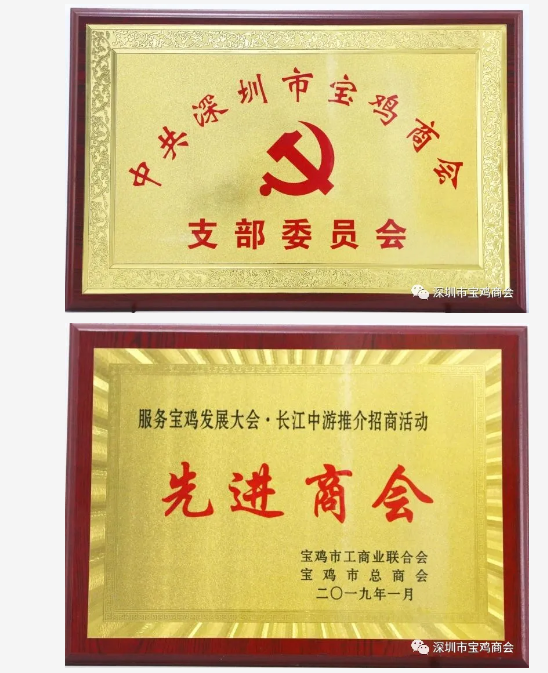 中共深圳市宝鸡商会
支部委员会
深圳市宝鸡商会
服务宝鸡发展大会·长江中游推介招商活动
先进商会
宝鸡市工商业联合会
宝鸡市总商会
二〇一九年一月
深圳市宝鸡商会